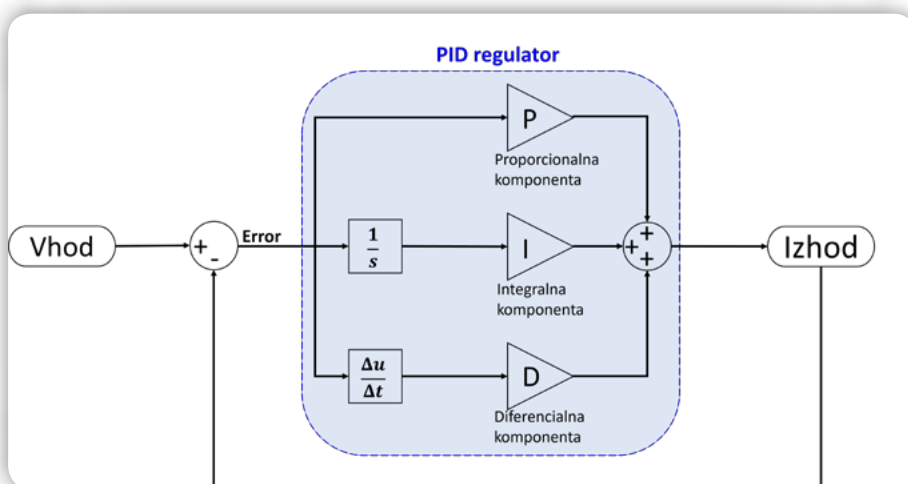 PID regulator
P
Proporcionalna
komponenta
Vhod
+
-
Error
1
s
I
Integralna
komponenta
+
+
+
Izhod
Δu
Δt
D
Diferencialna
komponenta